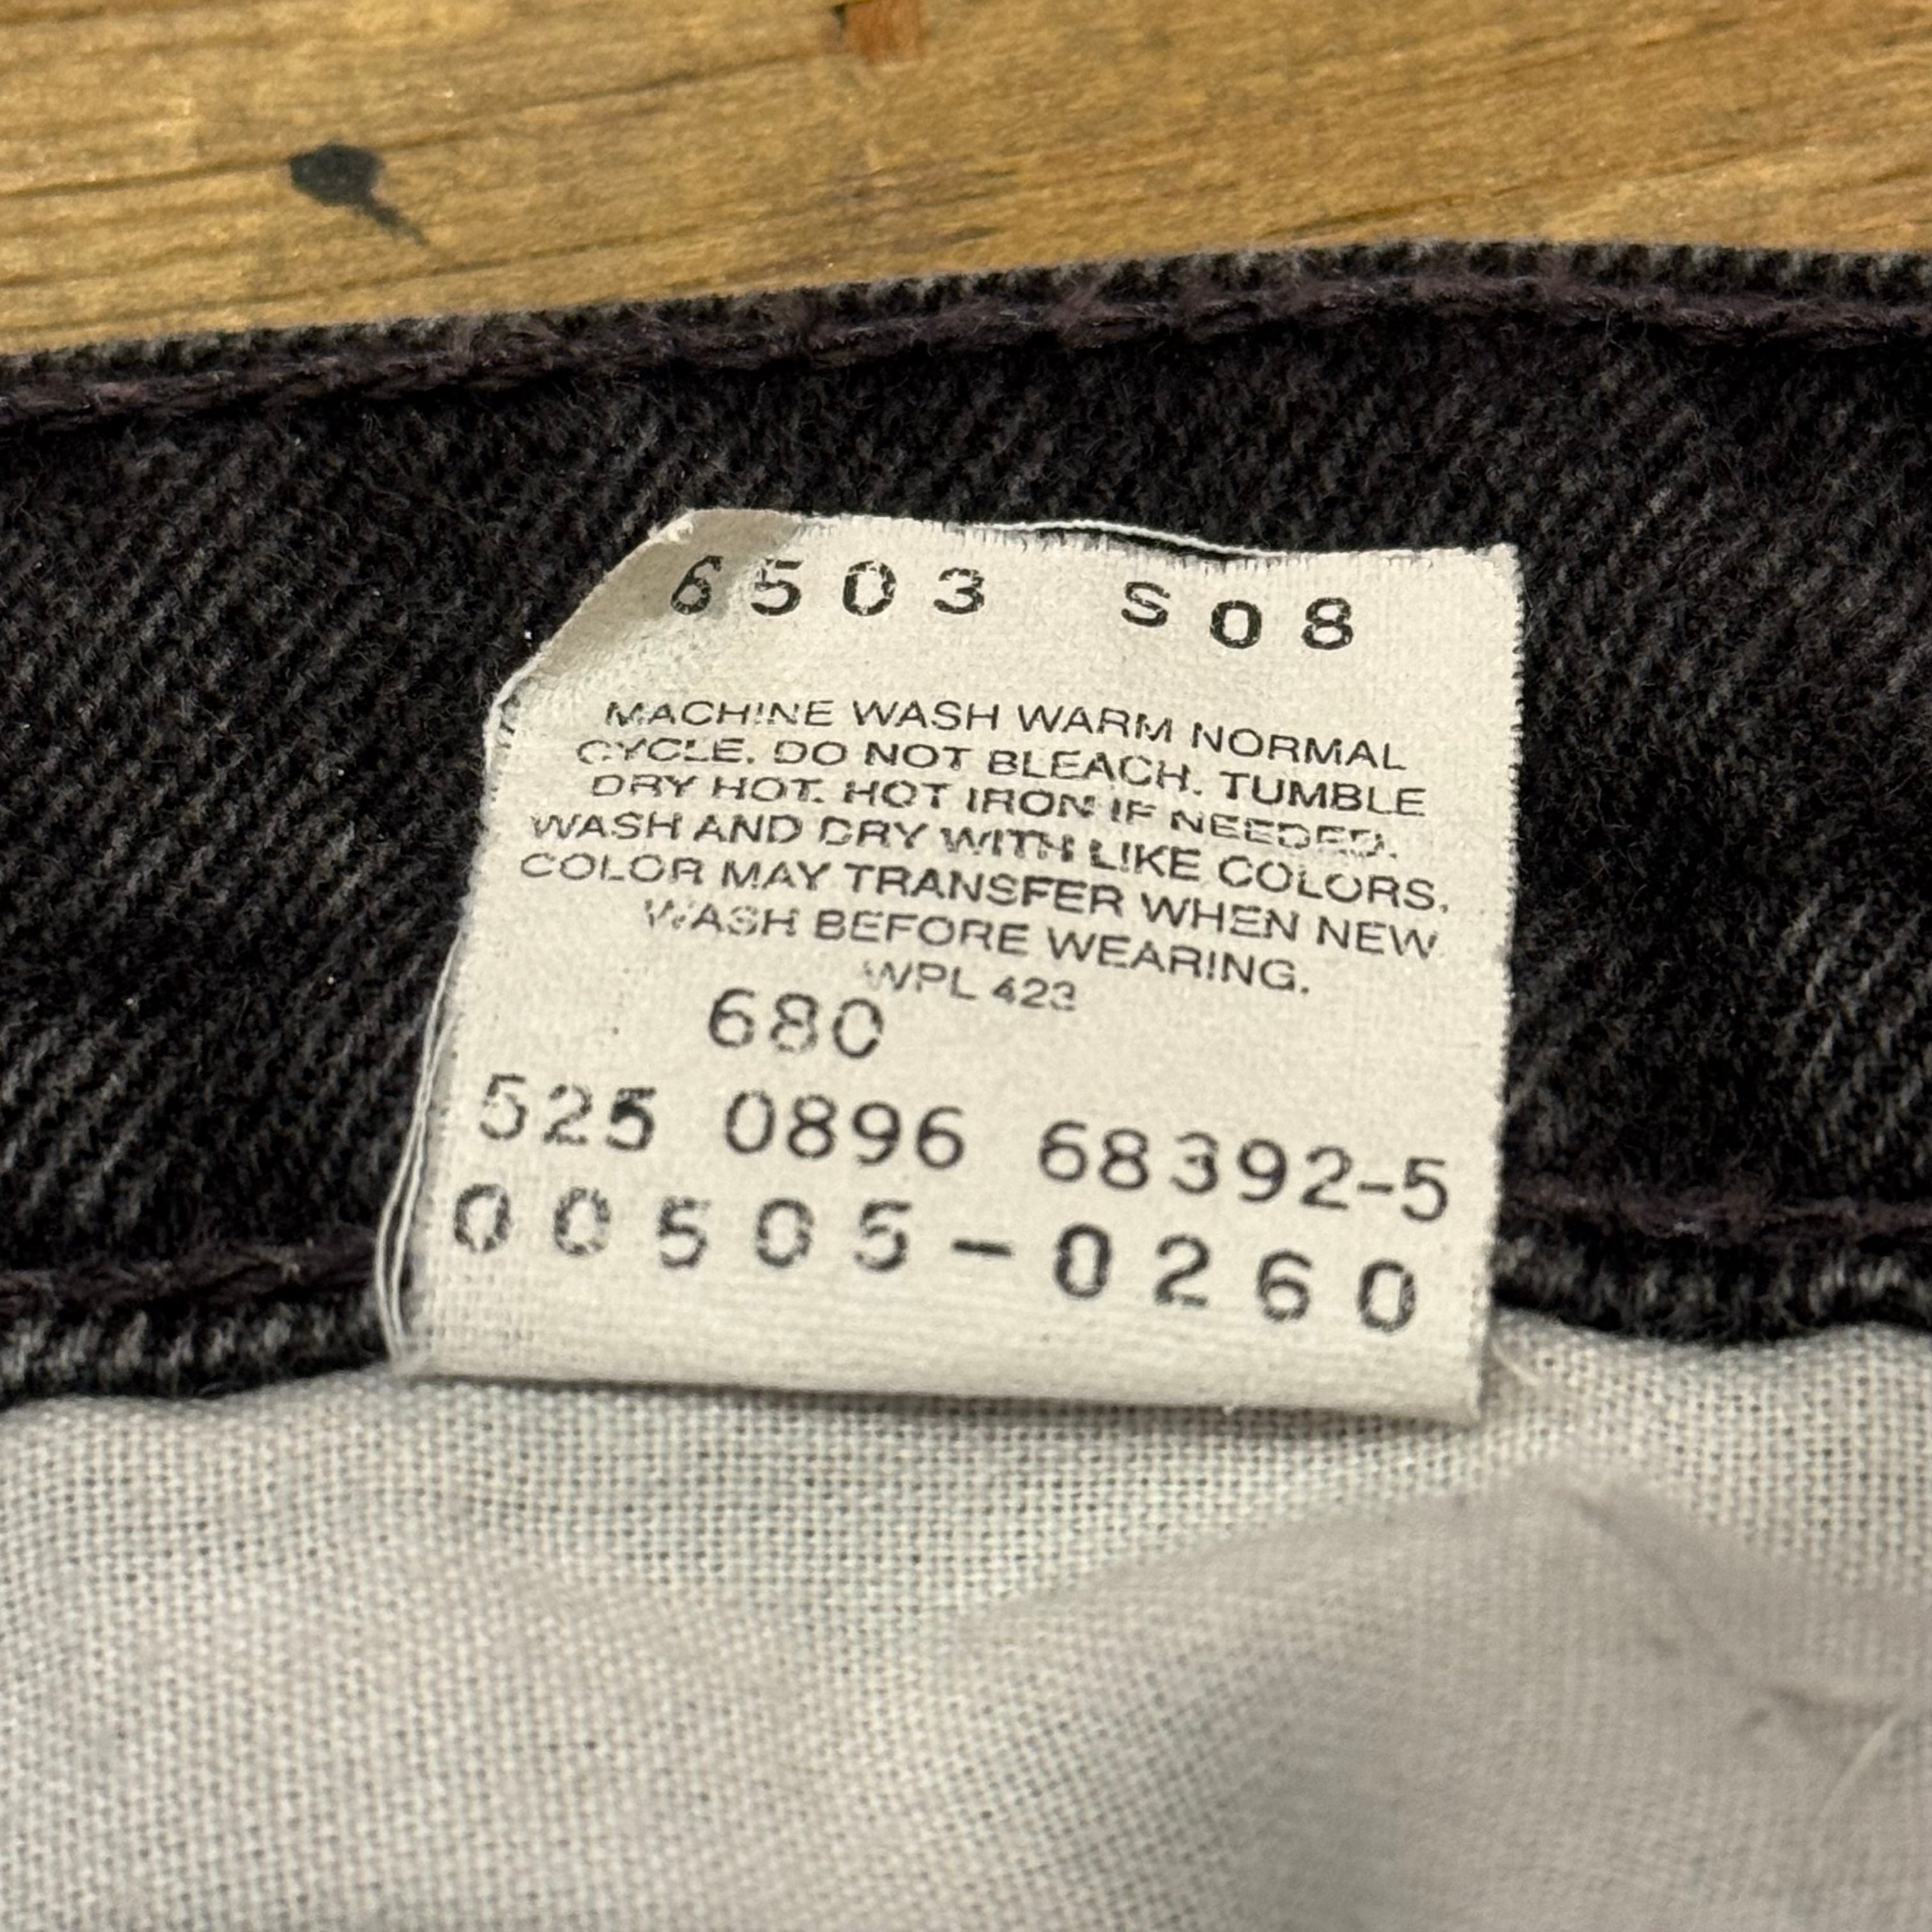 6503 S08
MACHINE WASH WARM NORMAL
CYCLE. DO NOT BLEACH. TUMBLE
DRY HOT. HOT IRON IF NEEDED.
WASH AND DRY WITH LIKE COLORS.
COLOR MAY TRANSFER WHEN NEW
WASH BEFORE WEARING.
WPL 423
680
525 0896 68392-5
00505-0260